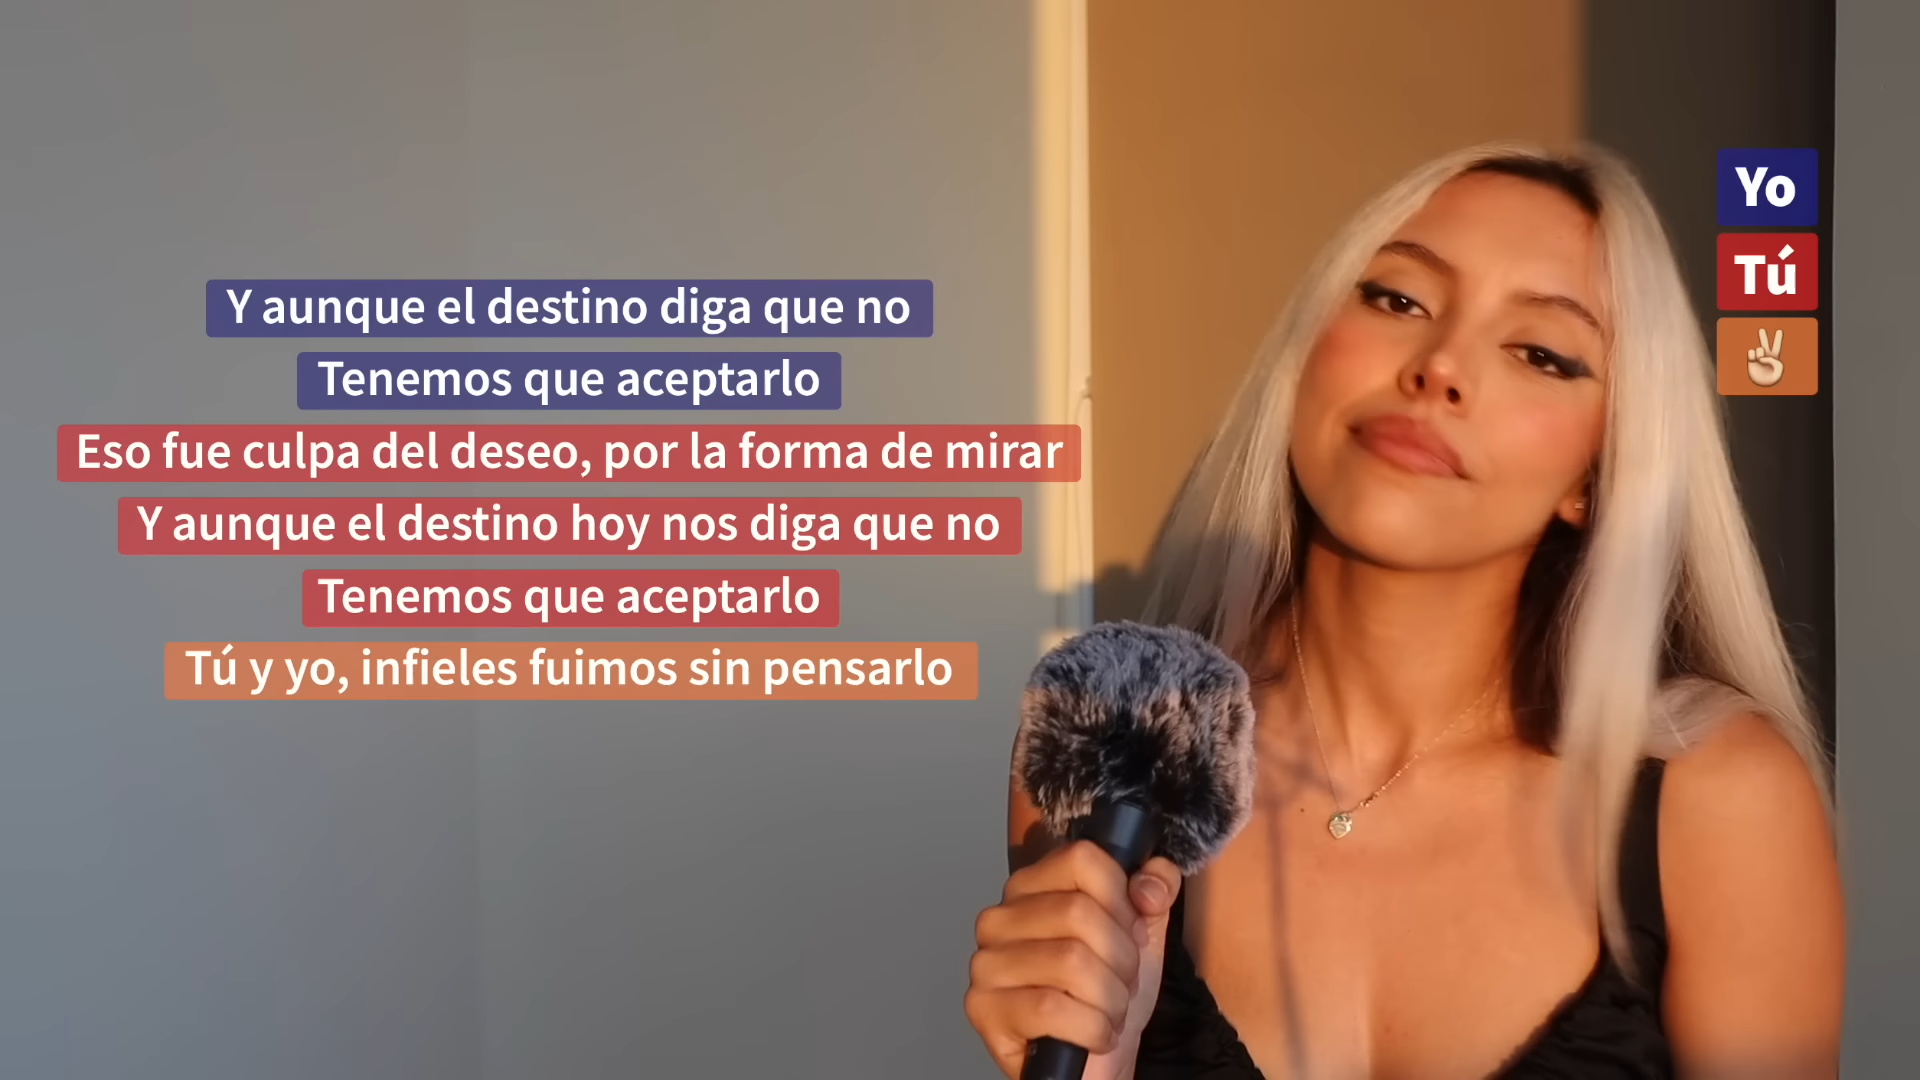 Yo
Tú
Y aunque el destino diga que no
Tenemos que aceptarlo
Eso fue culpa del deseo, por la forma de mirar
Y aunque el destino hoy nos diga que no
Tenemos que aceptarlo
Tú y yo, infieles fuimos sin pensarlo